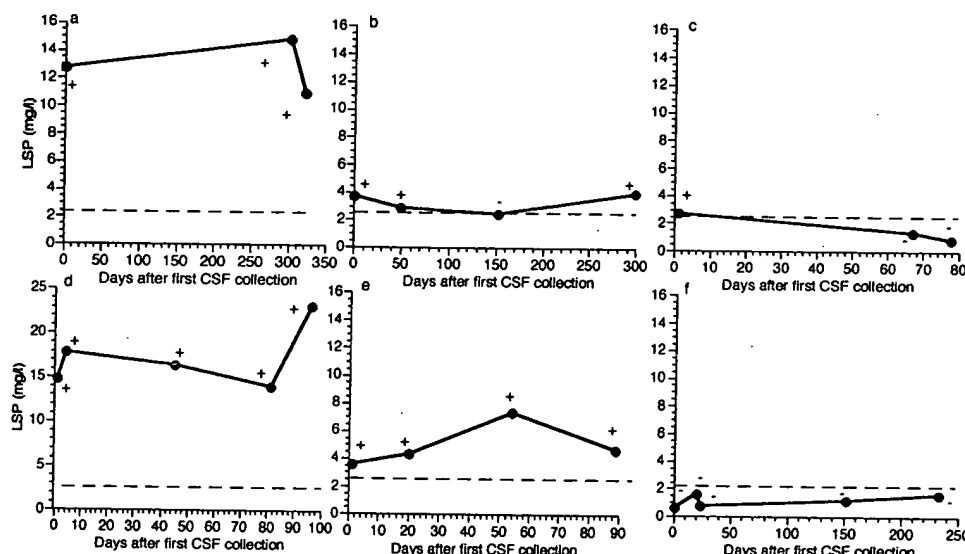 a
16
14
12
10
8
6
4
2
0
LSP (mg/l)
+ + +
0 50 100 150 200 250 300 350
Days after first CSF collection
b
16
14
12
10
8
6
4
2
0
+ + - +
0 50 100 150 200 250 300
Days after first CSF collection
c
16
14
12
10
8
6
4
2
0
+ - -
0 10 20 30 40 50 60 70 80
Days after first CSF collection
d
25
20
15
10
5
0
LSP (mg/l)
+ + + + +
0 10 20 30 40 50 60 70 80 90 100
Days after first CSF collection
e
16
14
12
10
8
6
4
2
0
+ + + +
0 10 20 30 40 50 60 70 80 90
Days after first CSF collection
f
16
14
12
10
8
6
4
2
0
- - - - -
0 50 100 150 200 250
Days after first CSF collection